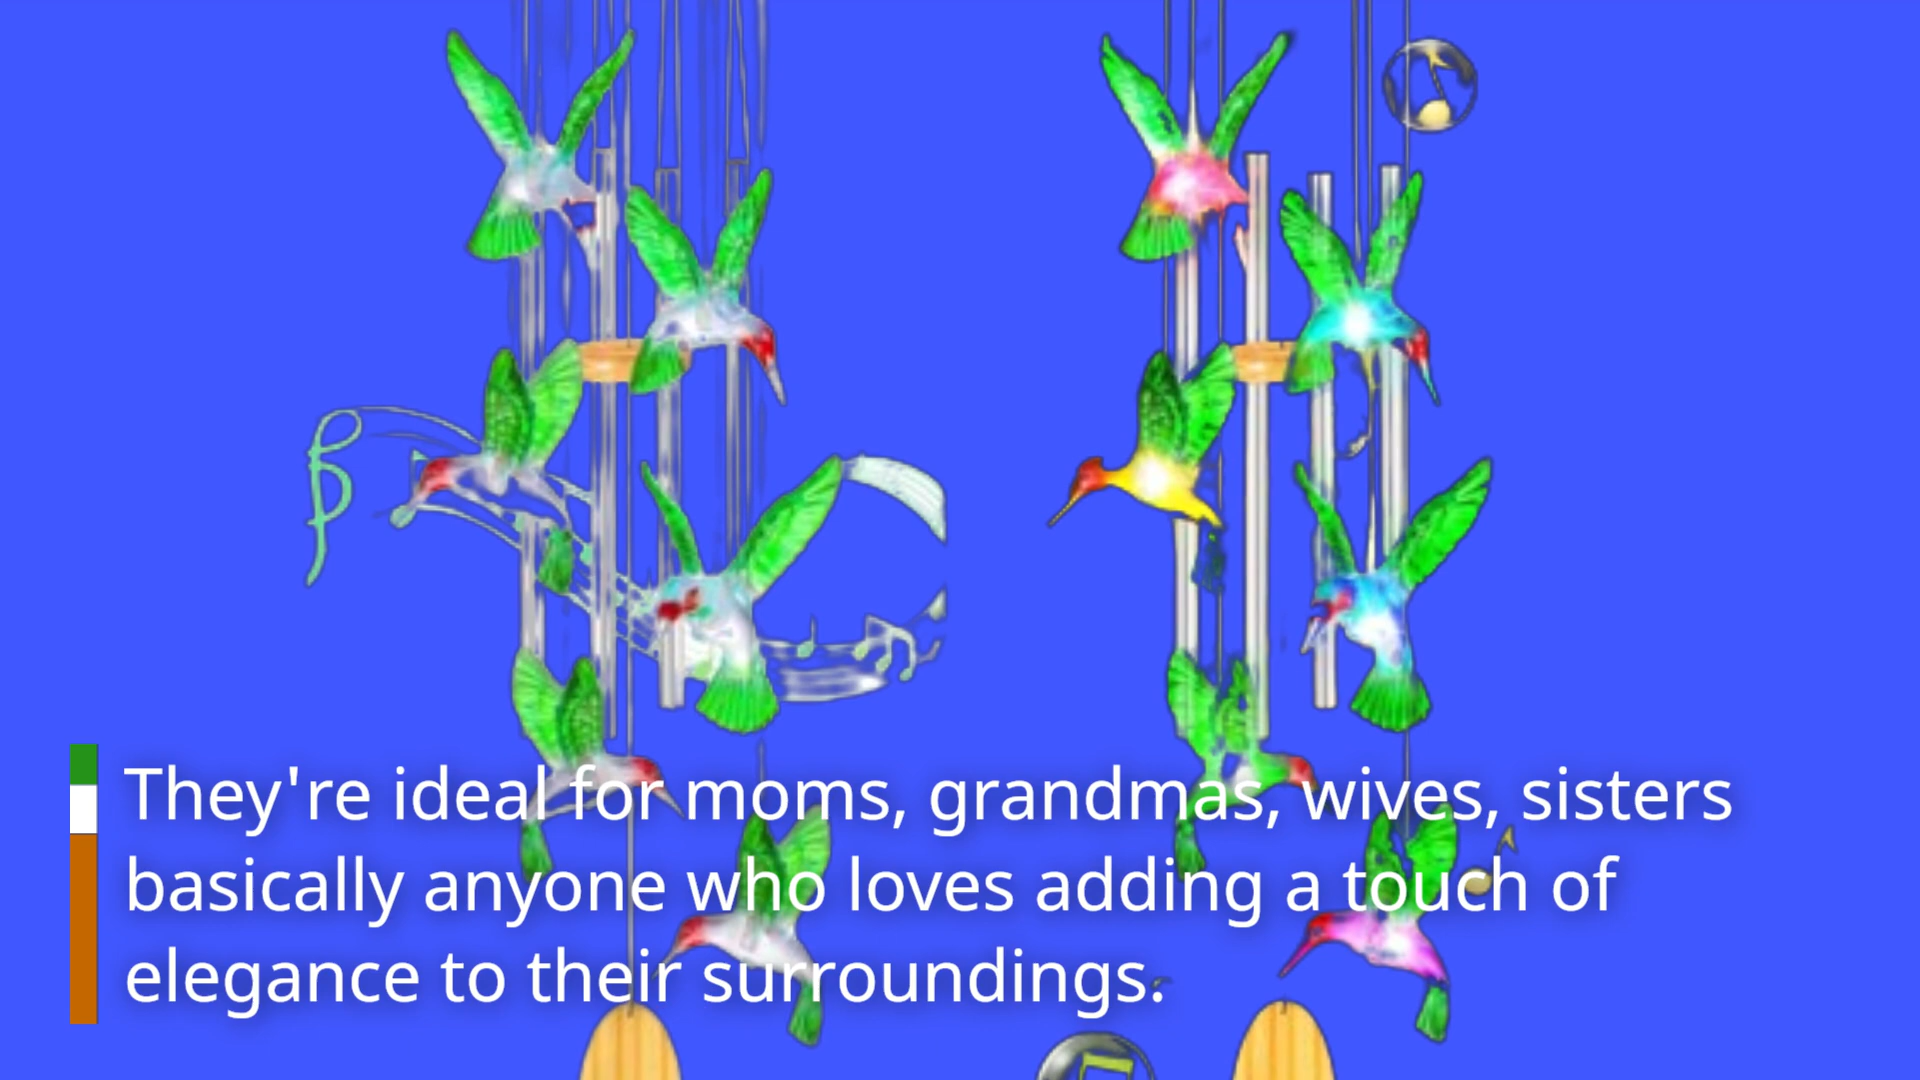 They're ideal for moms, grandmas, wives, sisters
basically anyone who loves adding a touch of
elegance to their surroundings.